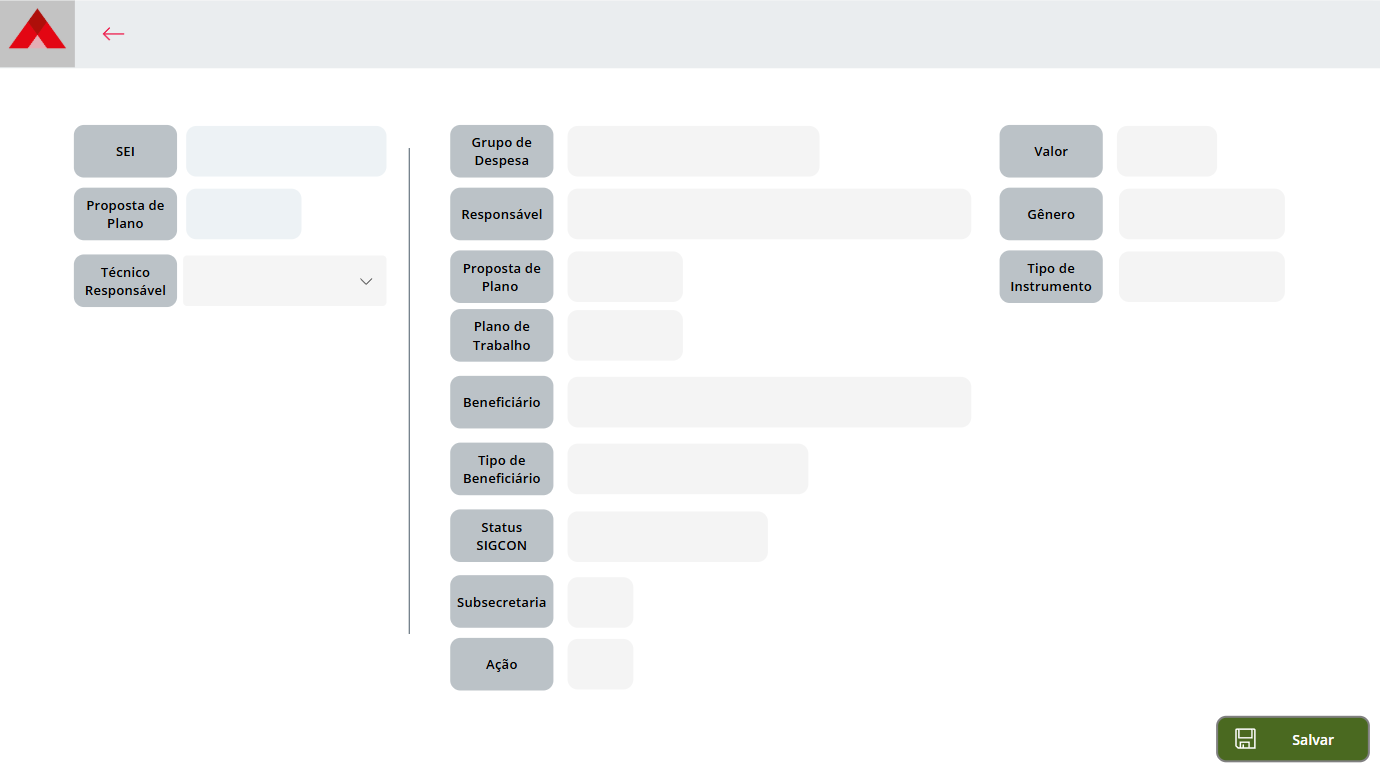 SEI
Proposta de
Plano
Técnico
Responsável
Grupo de
Despesa
Responsável
Proposta de
Plano
Plano de
Trabalho
Beneficiário
Tipo de
Beneficiário
Status
SIGCON
Subsecretaria
Ação
Valor
Gênero
Tipo de
Instrumento
Salvar